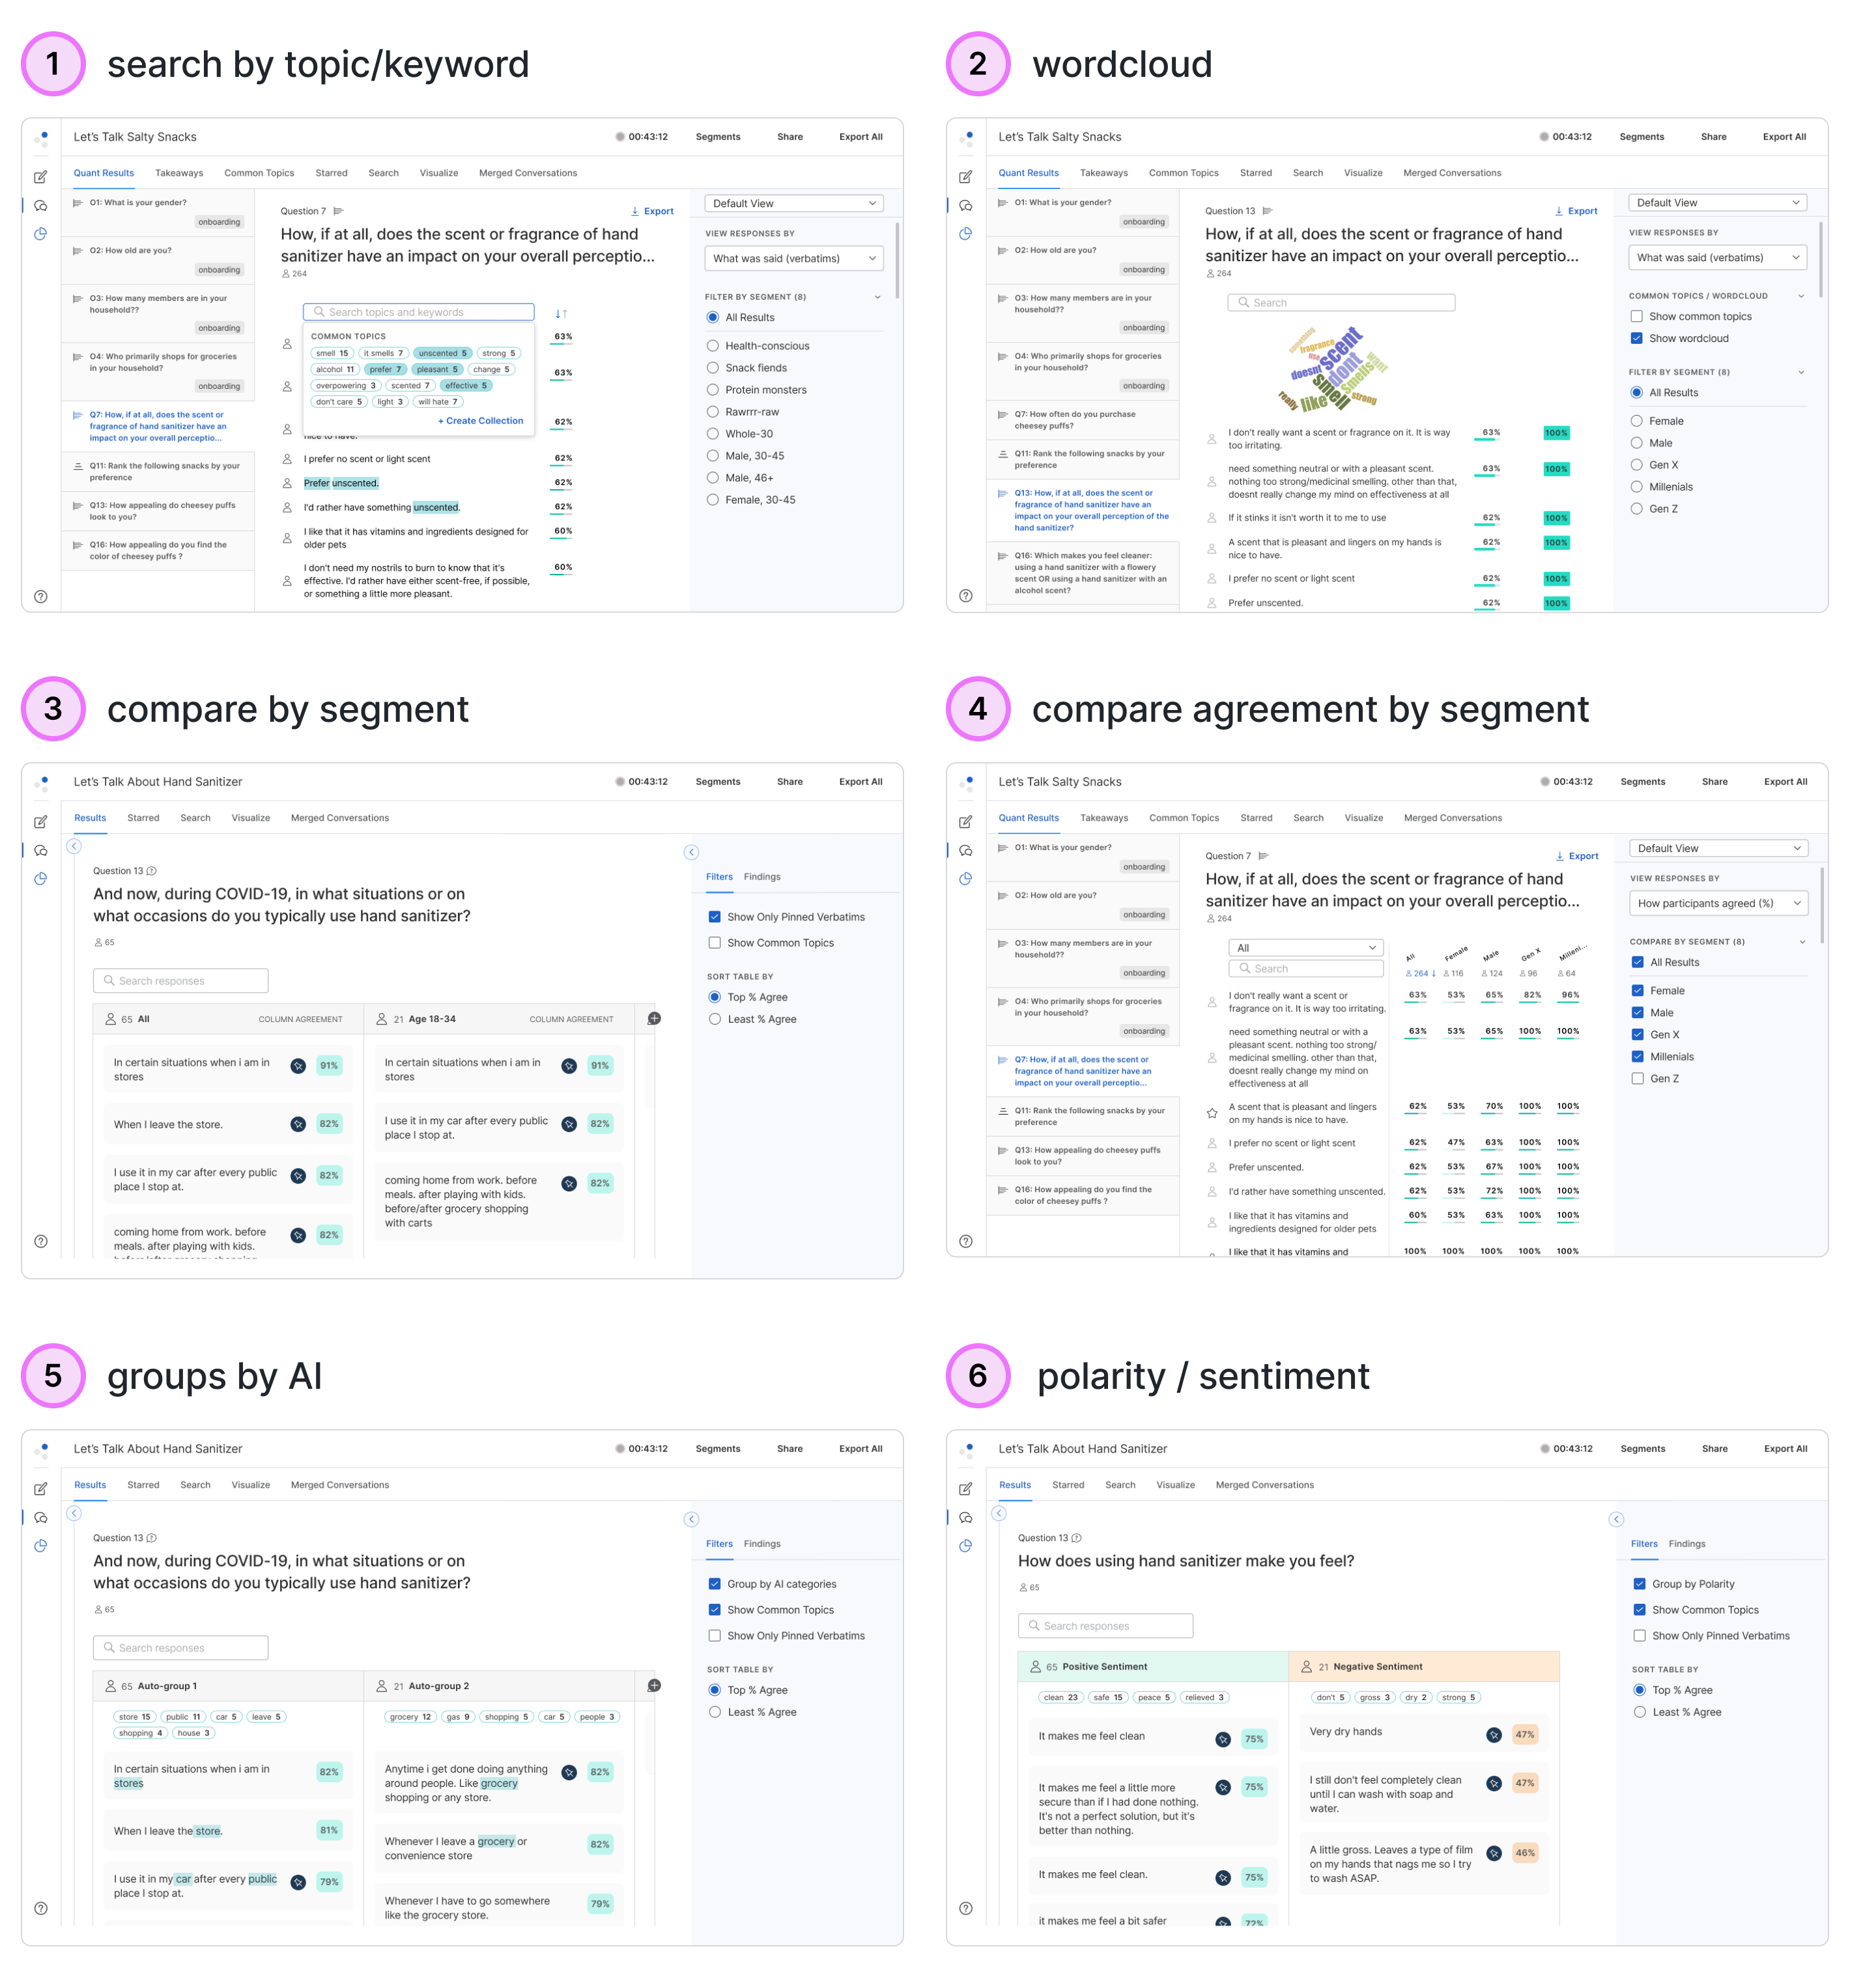 1 search by topic/keyword
Let's Talk Salty Snacks
00:43:12 Segments Share Export All
Quant Results Takeaways Common Topics Starred Search Visualize Merged Conversations
O1: What is your gender?
onboarding
O2: How old are you?
onboarding
O3: How many members are in your
household??
onboarding
O4: Who primarily shops for groceries
in your household?
onboarding
Q7: How, if at all, does the scent or
fragrance of hand sanitizer have an
impact on your overall perceptio...
Q11: Rank the following snacks by your
preference
Q13: How appealing do cheesey puffs
look to you?
Q16: How appealing do you find the
color of cheesey puffs ?
Question 7
Export
How, if at all, does the scent or fragrance of hand
sanitizer have an impact on your overall perceptio...
264
Search topics and keywords
COMMON TOPICS
smell 15 it smells 7 unscented 5 strong 5
alcohol 11 prefer 7 pleasant 5 change 5
overpowering 3 scented 7 effective 5
don't care 5 light 3 will hate 7
+ Create Collection
63%
63%
62%
nice to have.
I prefer no scent or light scent 62%
Prefer unscented. 62%
I'd rather have something unscented. 62%
I like that it has vitamins and ingredients designed for 60%
older pets
I don't need my nostrils to burn to know that it's 60%
effective. I'd rather have either scent-free, if possible,
or something a little more pleasant.
Default View
VIEW RESPONSES BY
What was said (verbatims)
FILTER BY SEGMENT (8)
All Results
Health-conscious
Snack fiends
Protein monsters
Rawrrr-raw
Whole-30
Male, 30-45
Male, 46+
Female, 30-45
2 wordcloud
Let's Talk Salty Snacks
00:43:12 Segments Share Export All
Quant Results Takeaways Common Topics Starred Search Visualize Merged Conversations
O1: What is your gender?
onboarding
O2: How old are you?
onboarding
O3: How many members are in your
household??
onboarding
O4: Who primarily shops for groceries
in your household?
onboarding
Q7: How often do you purchase
cheesey puffs?
Q11: Rank the following snacks by your
preference
Q13: How, if at all, does the scent or
fragrance of hand sanitizer have an
impact on your overall perception of the
hand sanitizer?
Q16: Which makes you feel cleaner:
using a hand sanitizer with a flowery
scent OR using a hand sanitizer with an
alcohol scent?
Question 13
Export
How, if at all, does the scent or fragrance of hand
sanitizer have an impact on your overall perceptio...
264
Search
something
fragrance
use
scent
doesnt
dont
want
smells
smell
really
like
strong
I don't really want a scent or fragrance on it. It is way 63% 100%
too irritating.
need something neutral or with a pleasant scent. 63% 100%
nothing too strong/medicinal smelling. other than that,
doesnt really change my mind on effectiveness at all
If it stinks it isn't worth it to me to use 62% 100%
A scent that is pleasant and lingers on my hands is 62% 100%
nice to have.
I prefer no scent or light scent 62% 100%
Prefer unscented. 62% 100%
Default View
VIEW RESPONSES BY
What was said (verbatims)
COMMON TOPICS / WORDCLOUD
Show common topics
Show wordcloud
FILTER BY SEGMENT (8)
All Results
Female
Male
Gen X
Millenials
Gen Z
3 compare by segment
Let's Talk About Hand Sanitizer
00:43:12 Segments Share Export All
Results Starred Search Visualize Merged Conversations
Question 13
And now, during COVID-19, in what situations or on
what occasions do you typically use hand sanitizer?
65
Search responses
65 All COLUMN AGREEMENT
In certain situations when i am in 91%
stores
When I leave the store. 82%
I use it in my car after every public 82%
place I stop at.
coming home from work. before 82%
meals. after playing with kids.
before/after grocery shopping
21 Age 18-34 COLUMN AGREEMENT
In certain situations when i am in 91%
stores
I use it in my car after every public 82%
place I stop at.
coming home from work. before 82%
meals. after playing with kids.
before/after grocery shopping
with carts
Filters Findings
Show Only Pinned Verbatims
Show Common Topics
SORT TABLE BY
Top % Agree
Least % Agree
4 compare agreement by segment
Let's Talk Salty Snacks
00:43:12 Segments Share Export All
Quant Results Takeaways Common Topics Starred Search Visualize Merged Conversations
O1: What is your gender?
onboarding
O2: How old are you?
onboarding
O3: How many members are in your
household??
onboarding
O4: Who primarily shops for groceries
in your household?
onboarding
Q7: How, if at all, does the scent or
fragrance of hand sanitizer have an
impact on your overall perceptio...
Q11: Rank the following snacks by your
preference
Q13: How appealing do cheesey puffs
look to you?
Q16: How appealing do you find the
color of cheesey puffs ?
Question 7
Export
How, if at all, does the scent or fragrance of hand
sanitizer have an impact on your overall perceptio...
264
All
Search
All Female Male Gen X Milleni...
264 116 124 96 64
I don't really want a scent or 63% 53% 65% 82% 96%
fragrance on it. It is way too irritating.
need something neutral or with a 63% 53% 65% 100% 100%
pleasant scent. nothing too strong/
medicinal smelling. other than that,
doesnt really change my mind on
effectiveness at all
A scent that is pleasant and lingers 62% 53% 70% 100% 100%
on my hands is nice to have.
I prefer no scent or light scent 62% 47% 63% 100% 100%
Prefer unscented. 62% 53% 67% 100% 100%
I'd rather have something unscented. 62% 53% 72% 100% 100%
I like that it has vitamins and 60% 53% 63% 100% 100%
ingredients designed for older pets
I like that it has vitamins and 100% 100% 100% 100% 100%
Default View
VIEW RESPONSES BY
How participants agreed (%)
COMPARE BY SEGMENT (8)
All Results
Female
Male
Gen X
Millenials
Gen Z
5 groups by AI
Let's Talk About Hand Sanitizer
00:43:12 Segments Share Export All
Results Starred Search Visualize Merged Conversations
Question 13
And now, during COVID-19, in what situations or on
what occasions do you typically use hand sanitizer?
65
Search responses
65 Auto-group 1
store 15 public 11 car 5 leave 5
shopping 4 house 3
In certain situations when i am in 82%
stores
When I leave the store. 81%
I use it in my car after every public 79%
place I stop at.
21 Auto-group 2
grocery 12 gas 9 shopping 5 car 5 people 3
Anytime i get done doing anything 82%
around people. Like grocery
shopping or any store.
Whenever I leave a grocery or 82%
convenience store
Whenever I have to go somewhere 79%
like the grocery store.
Filters Findings
Group by AI categories
Show Common Topics
Show Only Pinned Verbatims
SORT TABLE BY
Top % Agree
Least % Agree
6 polarity / sentiment
Let's Talk About Hand Sanitizer
00:43:12 Segments Share Export All
Results Starred Search Visualize Merged Conversations
Question 13
How does using hand sanitizer make you feel?
65
Search responses
65 Positive Sentiment
clean 23 safe 15 peace 5 relieved 3
It makes me feel clean 75%
It makes me feel a little more 75%
secure than if I had done nothing.
It's not a perfect solution, but it's
better than nothing.
It makes me feel clean. 75%
it makes me feel a bit safer 72%
21 Negative Sentiment
don't 5 gross 3 dry 2 strong 5
Very dry hands 47%
I still don't feel completely clean 47%
until I can wash with soap and
water.
A little gross. Leaves a type of film 46%
on my hands that nags me so I try
to wash ASAP.
Filters Findings
Group by Polarity
Show Common Topics
Show Only Pinned Verbatims
SORT TABLE BY
Top % Agree
Least % Agree